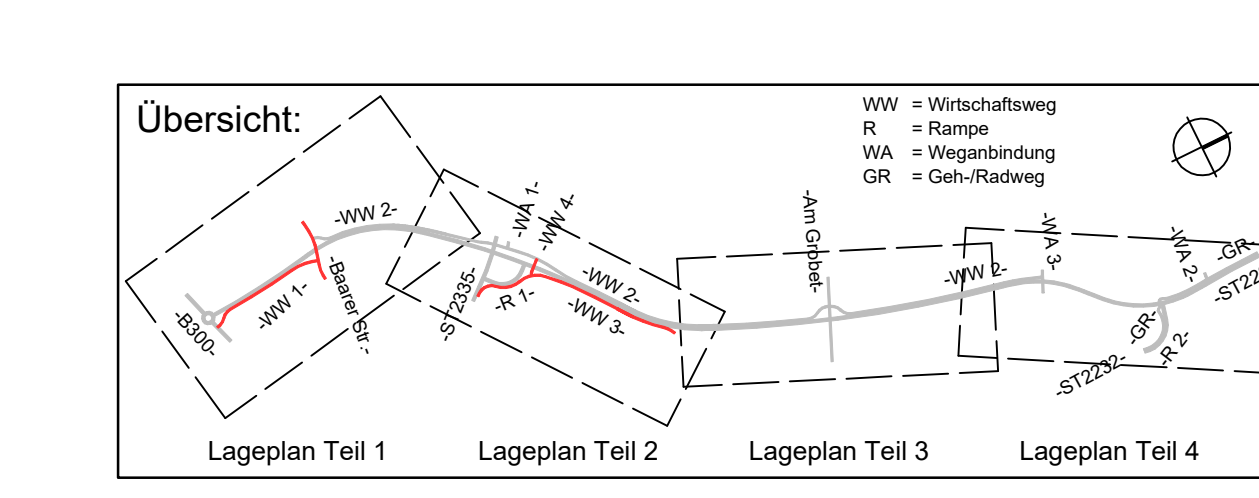 Übersicht:
WW = Wirtschaftsweg
R = Rampe
WA = Weganbindung
GR = Geh-/Radweg
-B300-
-WW 1-
-Baarer Str.-
-WW 2-
-ST2335-
-R 1-
-WA 1-
-WW 4-
-WW 2-
-WW 3-
-Am Grobet-
-WW 2-
-WA 3-
-WA 2-
-GR-
-GR-
-R 2-
-ST2232-
Lageplan Teil 1
Lageplan Teil 2
Lageplan Teil 3
Lageplan Teil 4